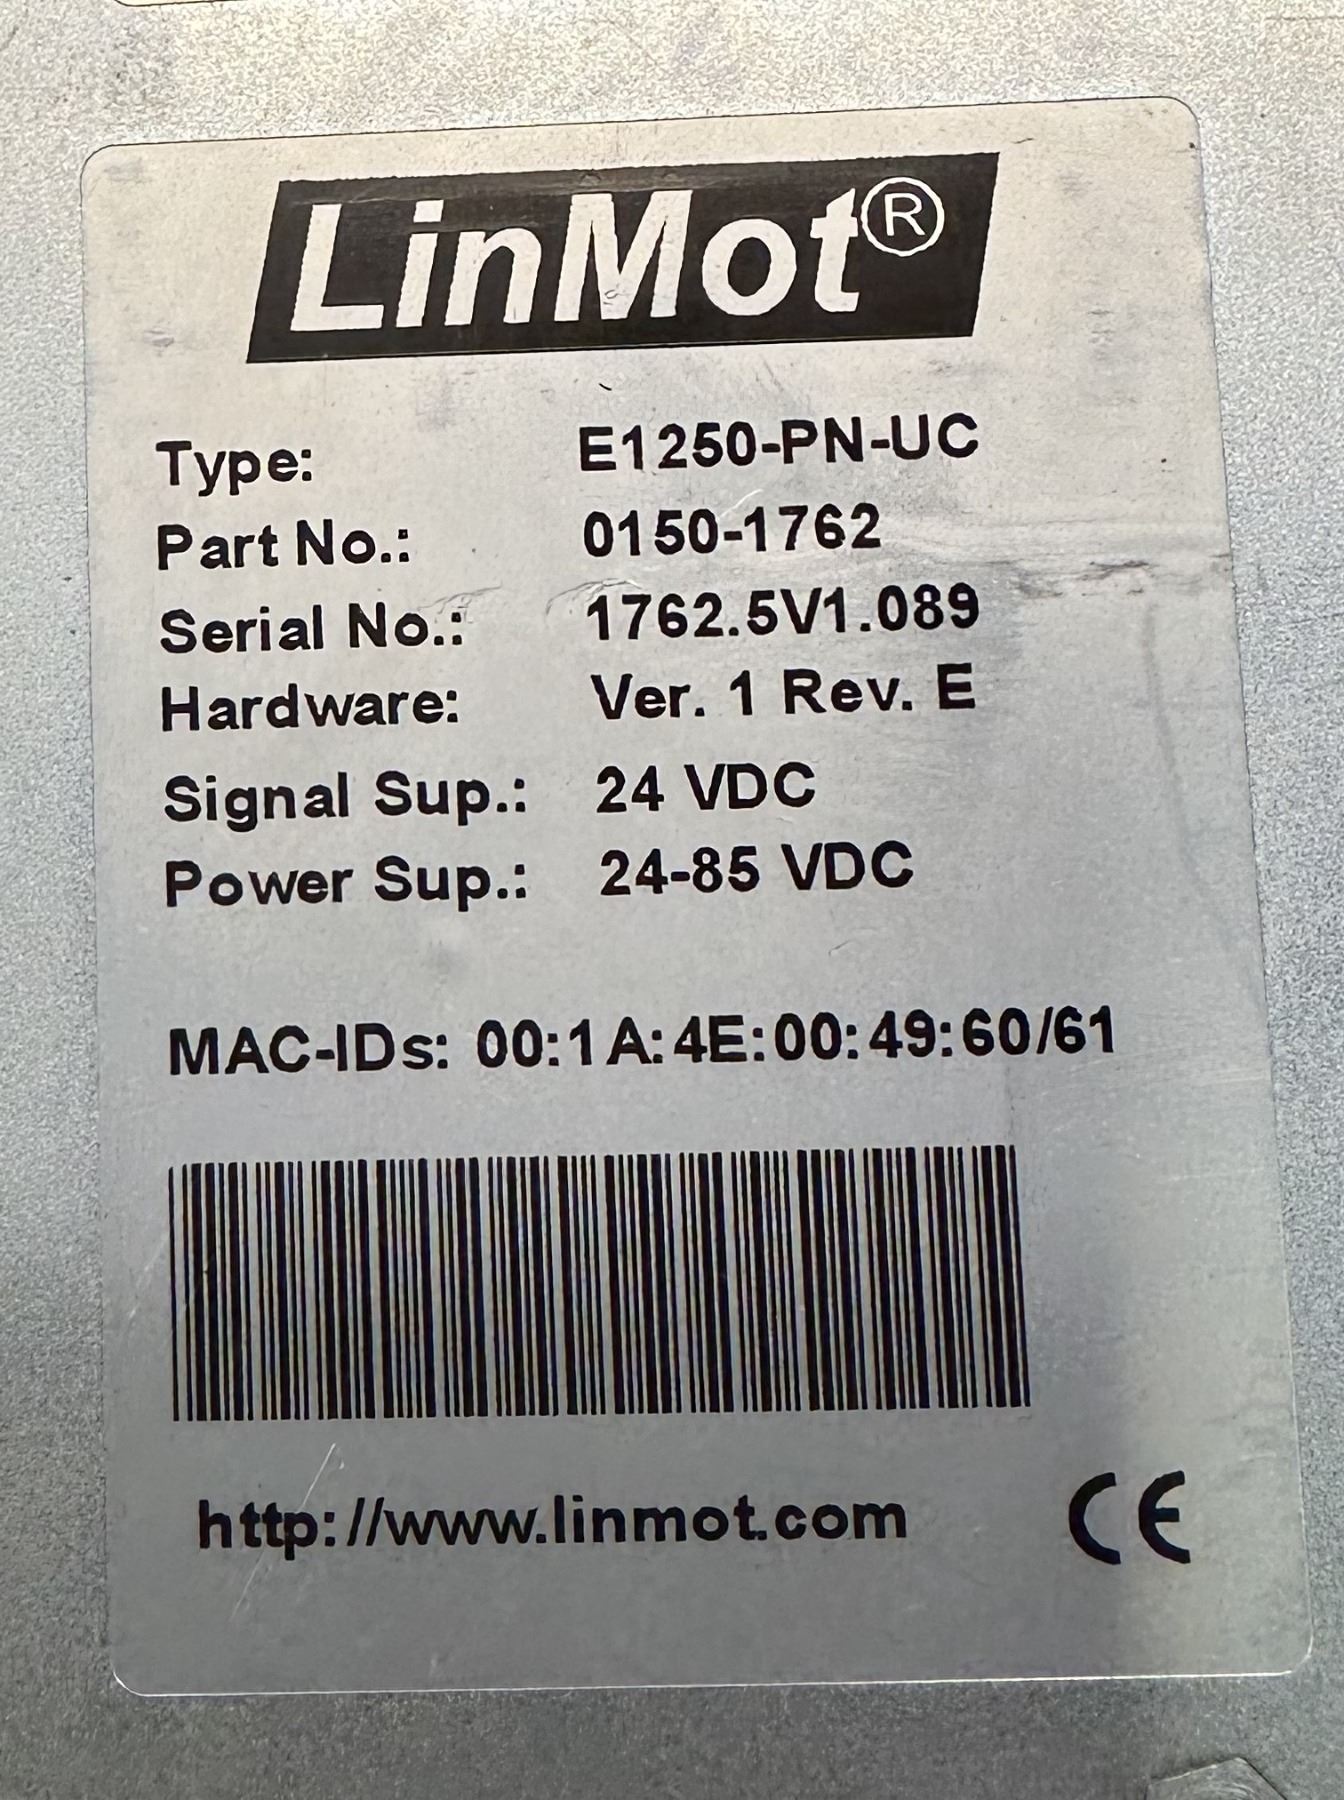 LinMot®
Type: E1250-PN-UC
Part No.: 0150-1762
Serial No.: 1762.5V1.089
Hardware: Ver. 1 Rev. E
Signal Sup.: 24 VDC
Power Sup.: 24-85 VDC
MAC-IDs: 00:1A:4E:00:49:60/61
http://www.linmot.com CE